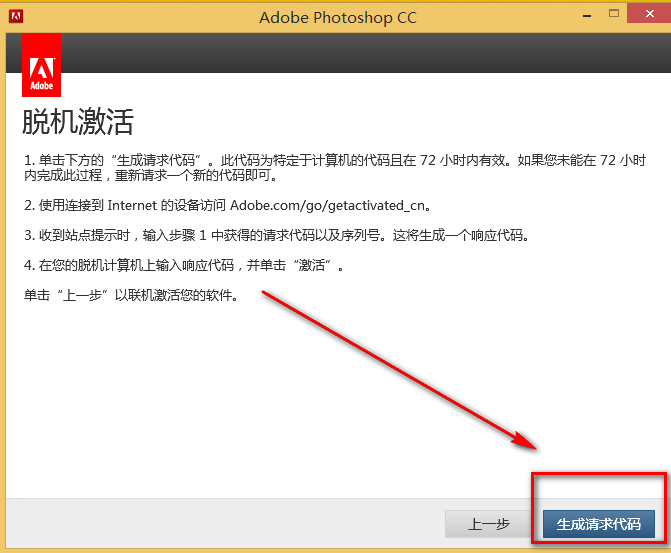 Adobe Photoshop CC
Adobe
脱机激活
1. 单击下方的“生成请求代码”。此代码为特定于计算机的代码且在 72 小时内有效。如果您未能在 72 小时
内完成此过程，重新请求一个新的代码即可。
2. 使用连接到 Internet 的设备访问 Adobe.com/go/getactivated_cn。
3. 收到站点提示时，输入步骤 1 中获得的请求代码以及序列号。这将生成一个响应代码。
4. 在您的脱机计算机上输入响应代码，并单击“激活”。
单击“上一步”以联机激活您的软件。
上一步
生成请求代码